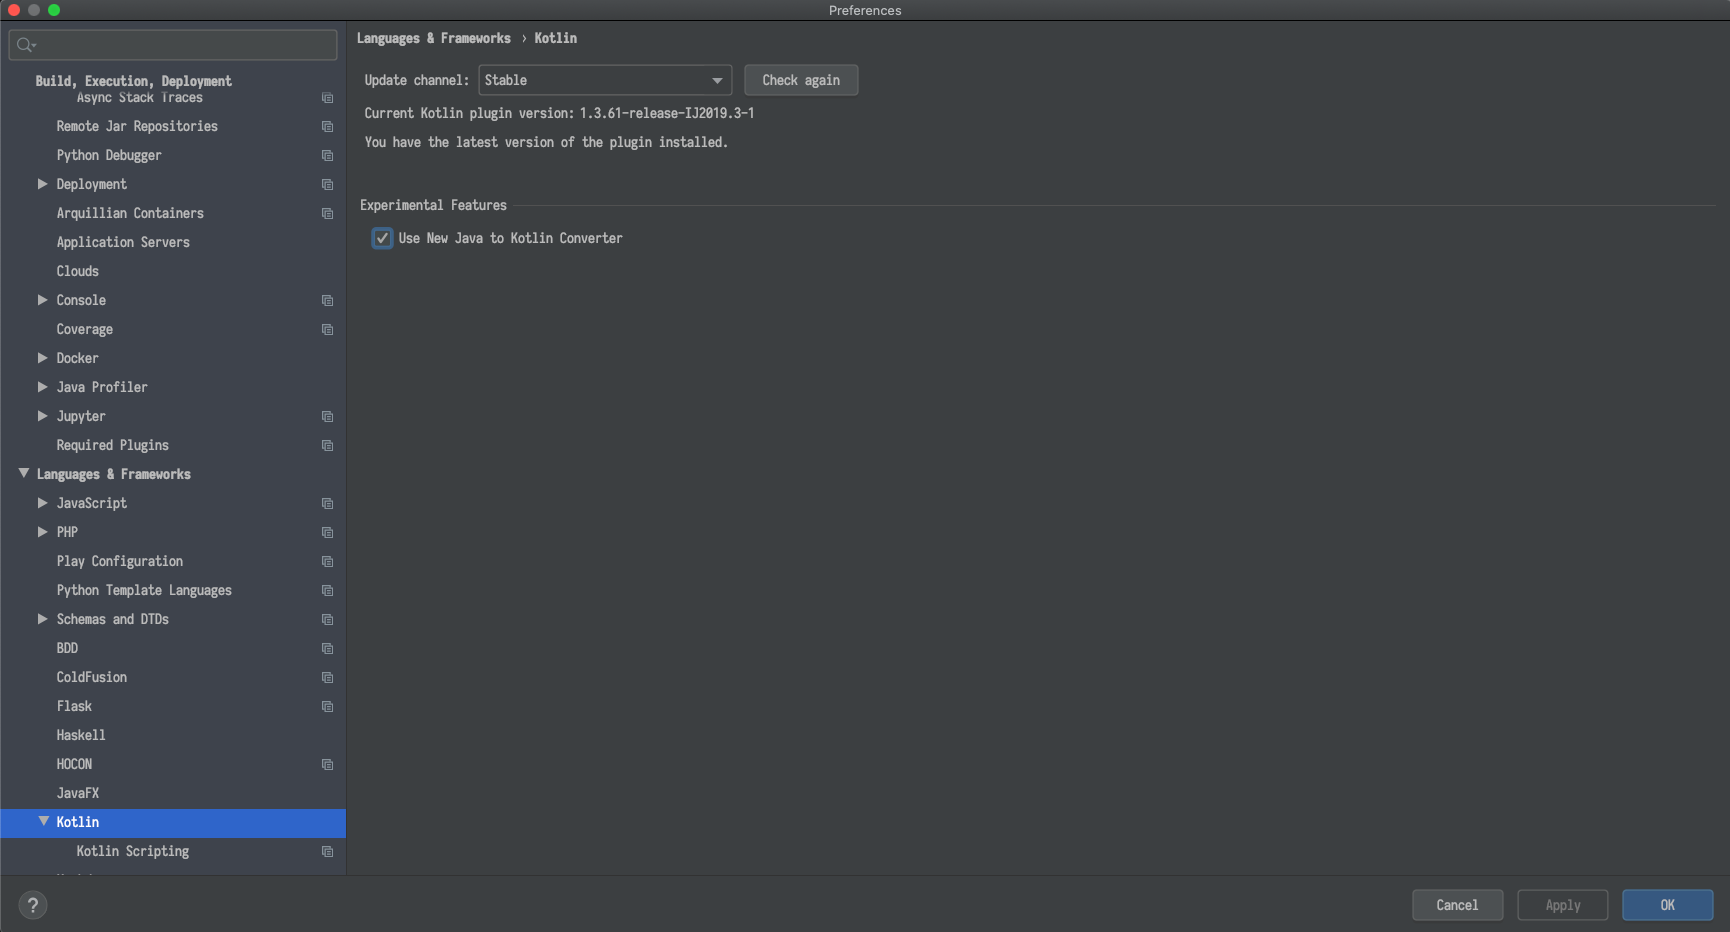 Preferences
Build, Execution, Deployment
Async Stack Traces
Remote Jar Repositories
Python Debugger
Deployment
Arquillian Containers
Application Servers
Clouds
Console
Coverage
Docker
Java Profiler
Jupyter
Required Plugins
Languages & Frameworks
JavaScript
PHP
Play Configuration
Python Template Languages
Schemas and DTDs
BDD
ColdFusion
Flask
Haskell
HOCON
JavaFX
Kotlin
Kotlin Scripting
Languages & Frameworks › Kotlin
Update channel: Stable Check again
Current Kotlin plugin version: 1.3.61-release-IJ2019.3-1
You have the latest version of the plugin installed.
Experimental Features
Use New Java to Kotlin Converter
? Cancel Apply OK